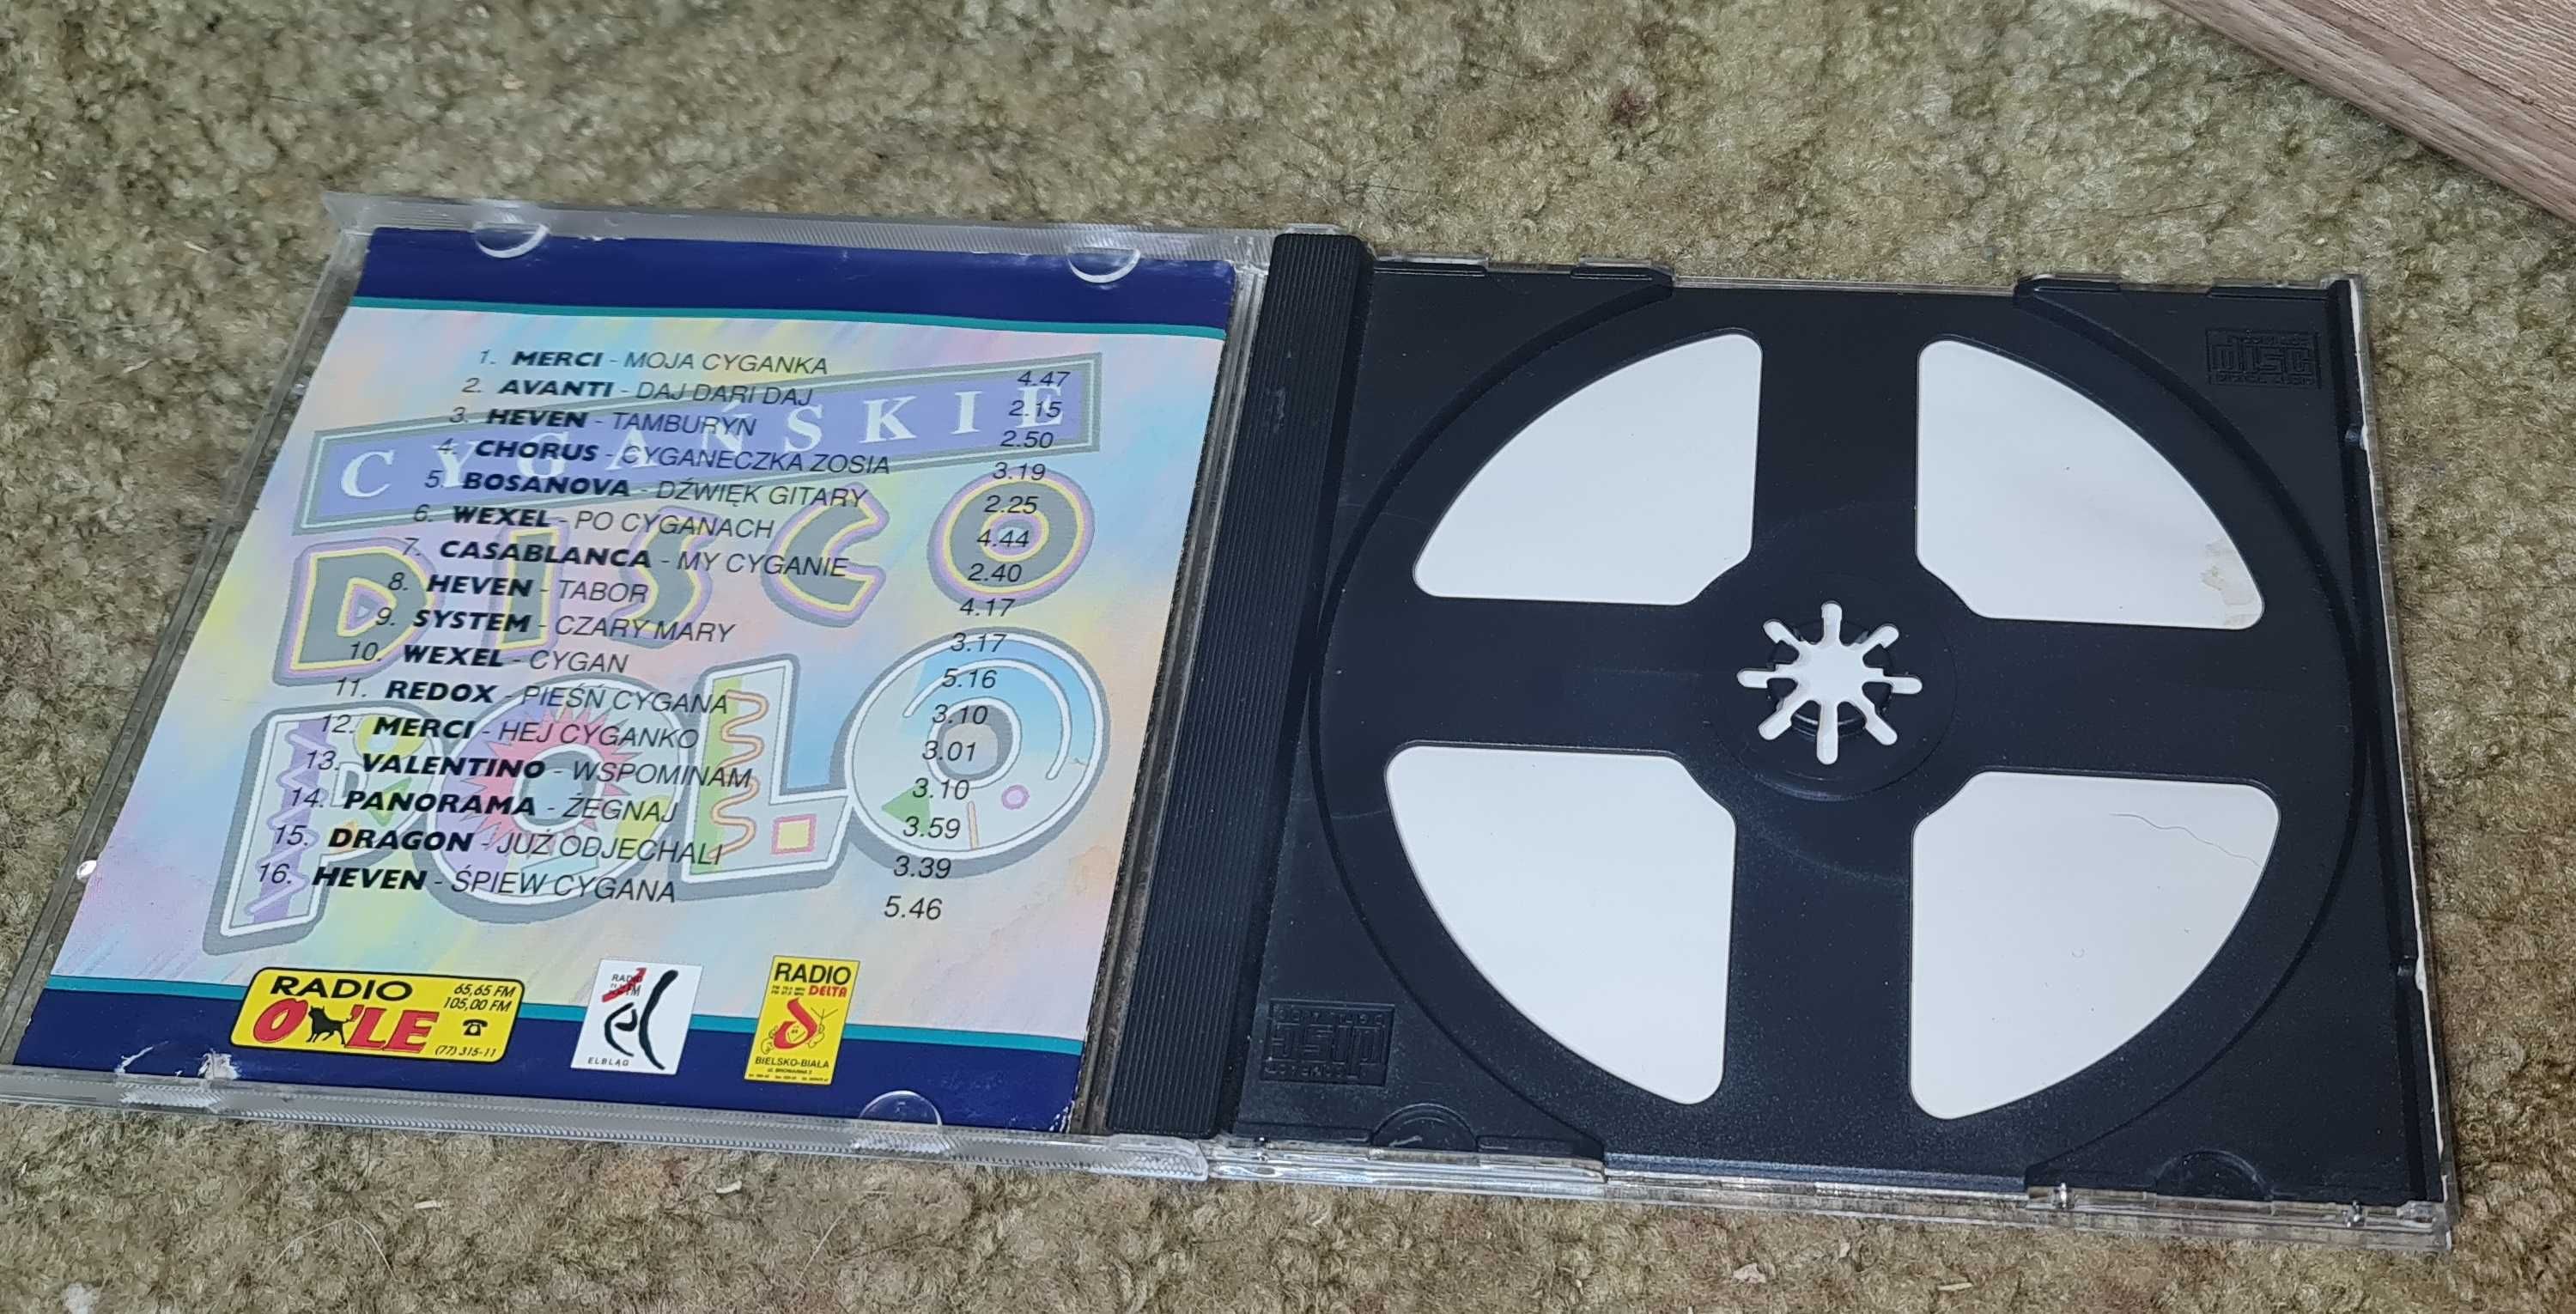 1. MERCI - MOJA CYGANKA 4.47
2. AVANTI - DAJ DARI DAJ 2.15
3. HEVEN - TAMBURYN 2.50
4. CHORUS - CYGANECZKA ZOSIA 3.19
5. BOSANOVA - DŹWIĘK GITARY 2.25
6. WEXEL - PO CYGANACH 4.44
7. CASABLANCA - MY CYGANIE 2.40
8. HEVEN - TABOR 4.17
9. SYSTEM - CZARY MARY 3.17
10. WEXEL - CYGAN 5.16
11. REDOX - PIEŚŃ CYGANA 3.10
12. MERCI - HEJ CYGANKO 3.01
13. VALENTINO - WSPOMINAM 3.10
14. PANORAMA - ŻEGNAJ 3.59
15. DRAGON - JUŻ ODJECHALI 3.39
16. HEVEN - ŚPIEW CYGANA 5.46
CYGAŃSKIE
DISCO
POLO
RADIO 65,65 FM
105,00 FM
O'LE
(77) 315-11
RADIO
el
ELBLĄG
RADIO
DELTA
BIELSKO-BIAŁA
COMPACT
disc
COMPACT
disc